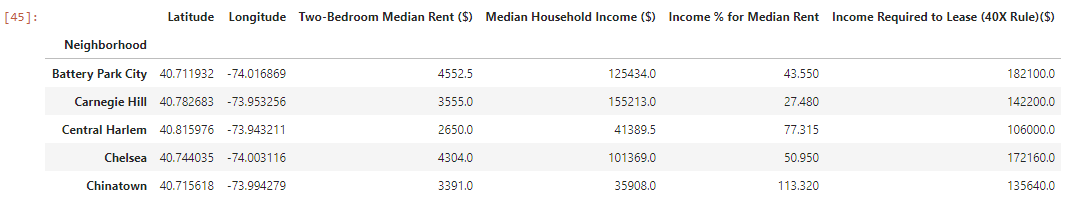 [45]: Latitude Longitude Two-Bedroom Median Rent ($) Median Household Income ($) Income % for Median Rent Income Required to Lease (40X Rule)($)
Neighborhood
Battery Park City 40.711932 -74.016869 4552.5 125434.0 43.550 182100.0
Carnegie Hill 40.782683 -73.953256 3555.0 155213.0 27.480 142200.0
Central Harlem 40.815976 -73.943211 2650.0 41389.5 77.315 106000.0
Chelsea 40.744035 -74.003116 4304.0 101369.0 50.950 172160.0
Chinatown 40.715618 -73.994279 3391.0 35908.0 113.320 135640.0